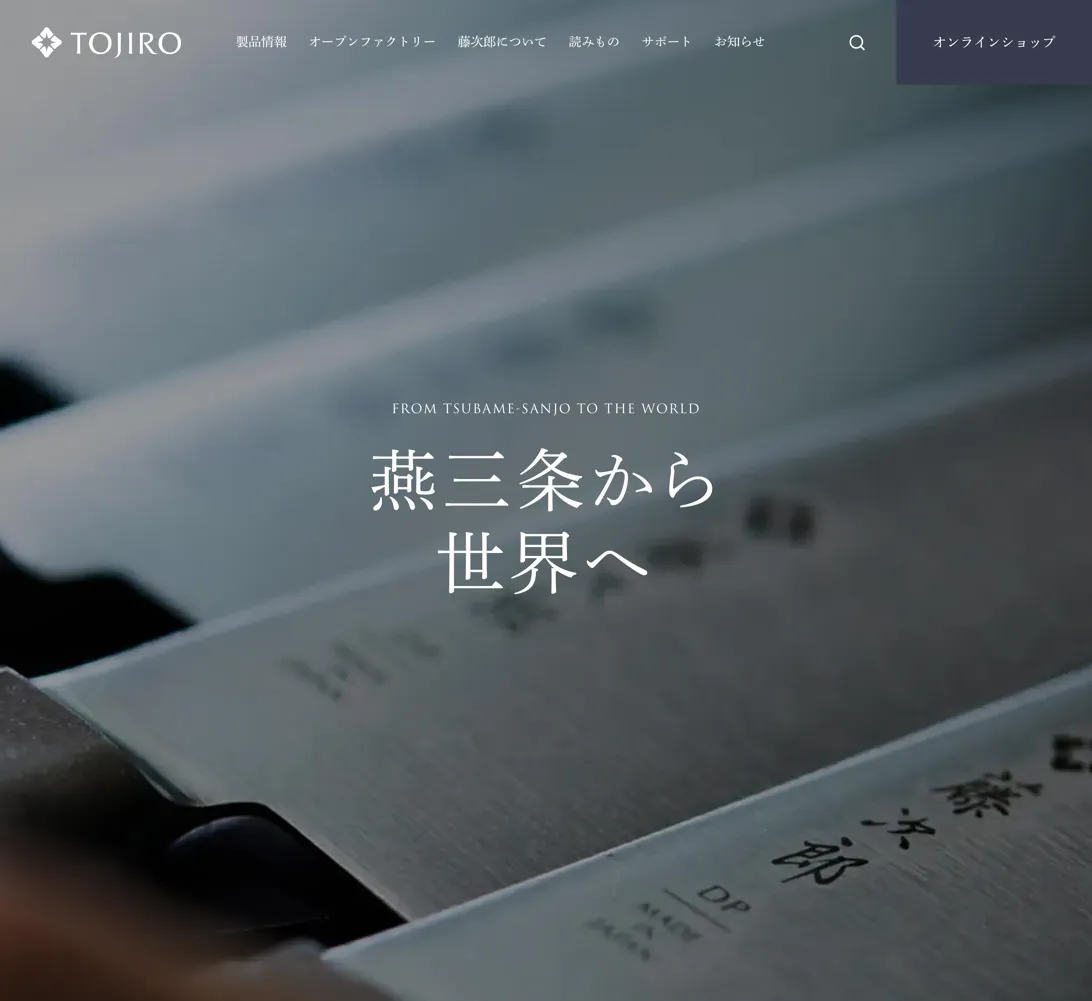 TOJIRO
製品情報
オープンファクトリー
藤次郎について
読みもの
サポート
お知らせ
オンラインショップ
FROM TSUBAME-SANJO TO THE WORLD
燕三条から
世界へ
藤次郎
DP
MADE
IN
JAPAN